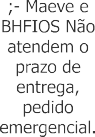 ;- Maeve e
BHFIOS Não
atendem o
prazo de
entrega,
pedido
emergencial.